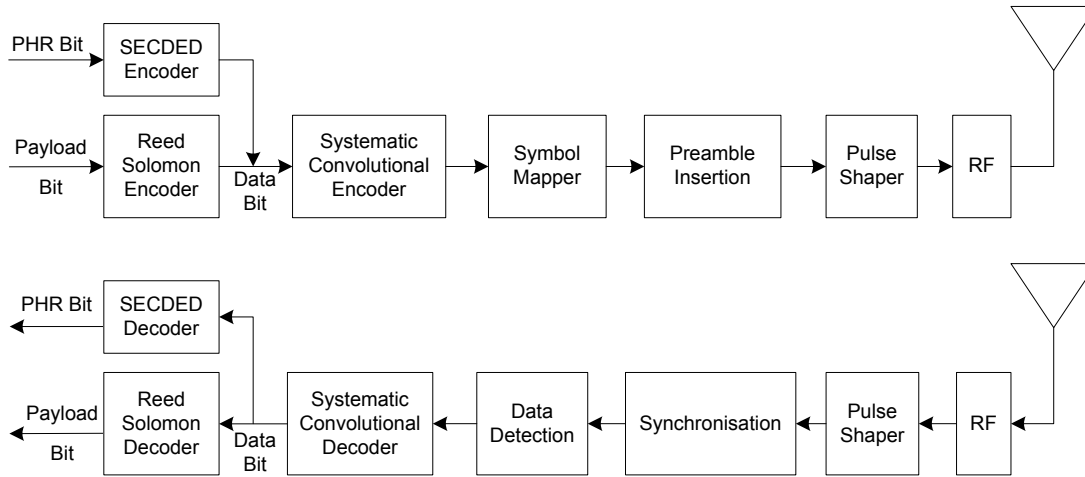 PHR Bit
SECDED
Encoder
Payload
Bit
Reed
Solomon
Encoder
Data
Bit
Systematic
Convolutional
Encoder
Symbol
Mapper
Preamble
Insertion
Pulse
Shaper
RF
PHR Bit
SECDED
Decoder
Payload
Bit
Reed
Solomon
Decoder
Data
Bit
Systematic
Convolutional
Decoder
Data
Detection
Synchronisation
Pulse
Shaper
RF